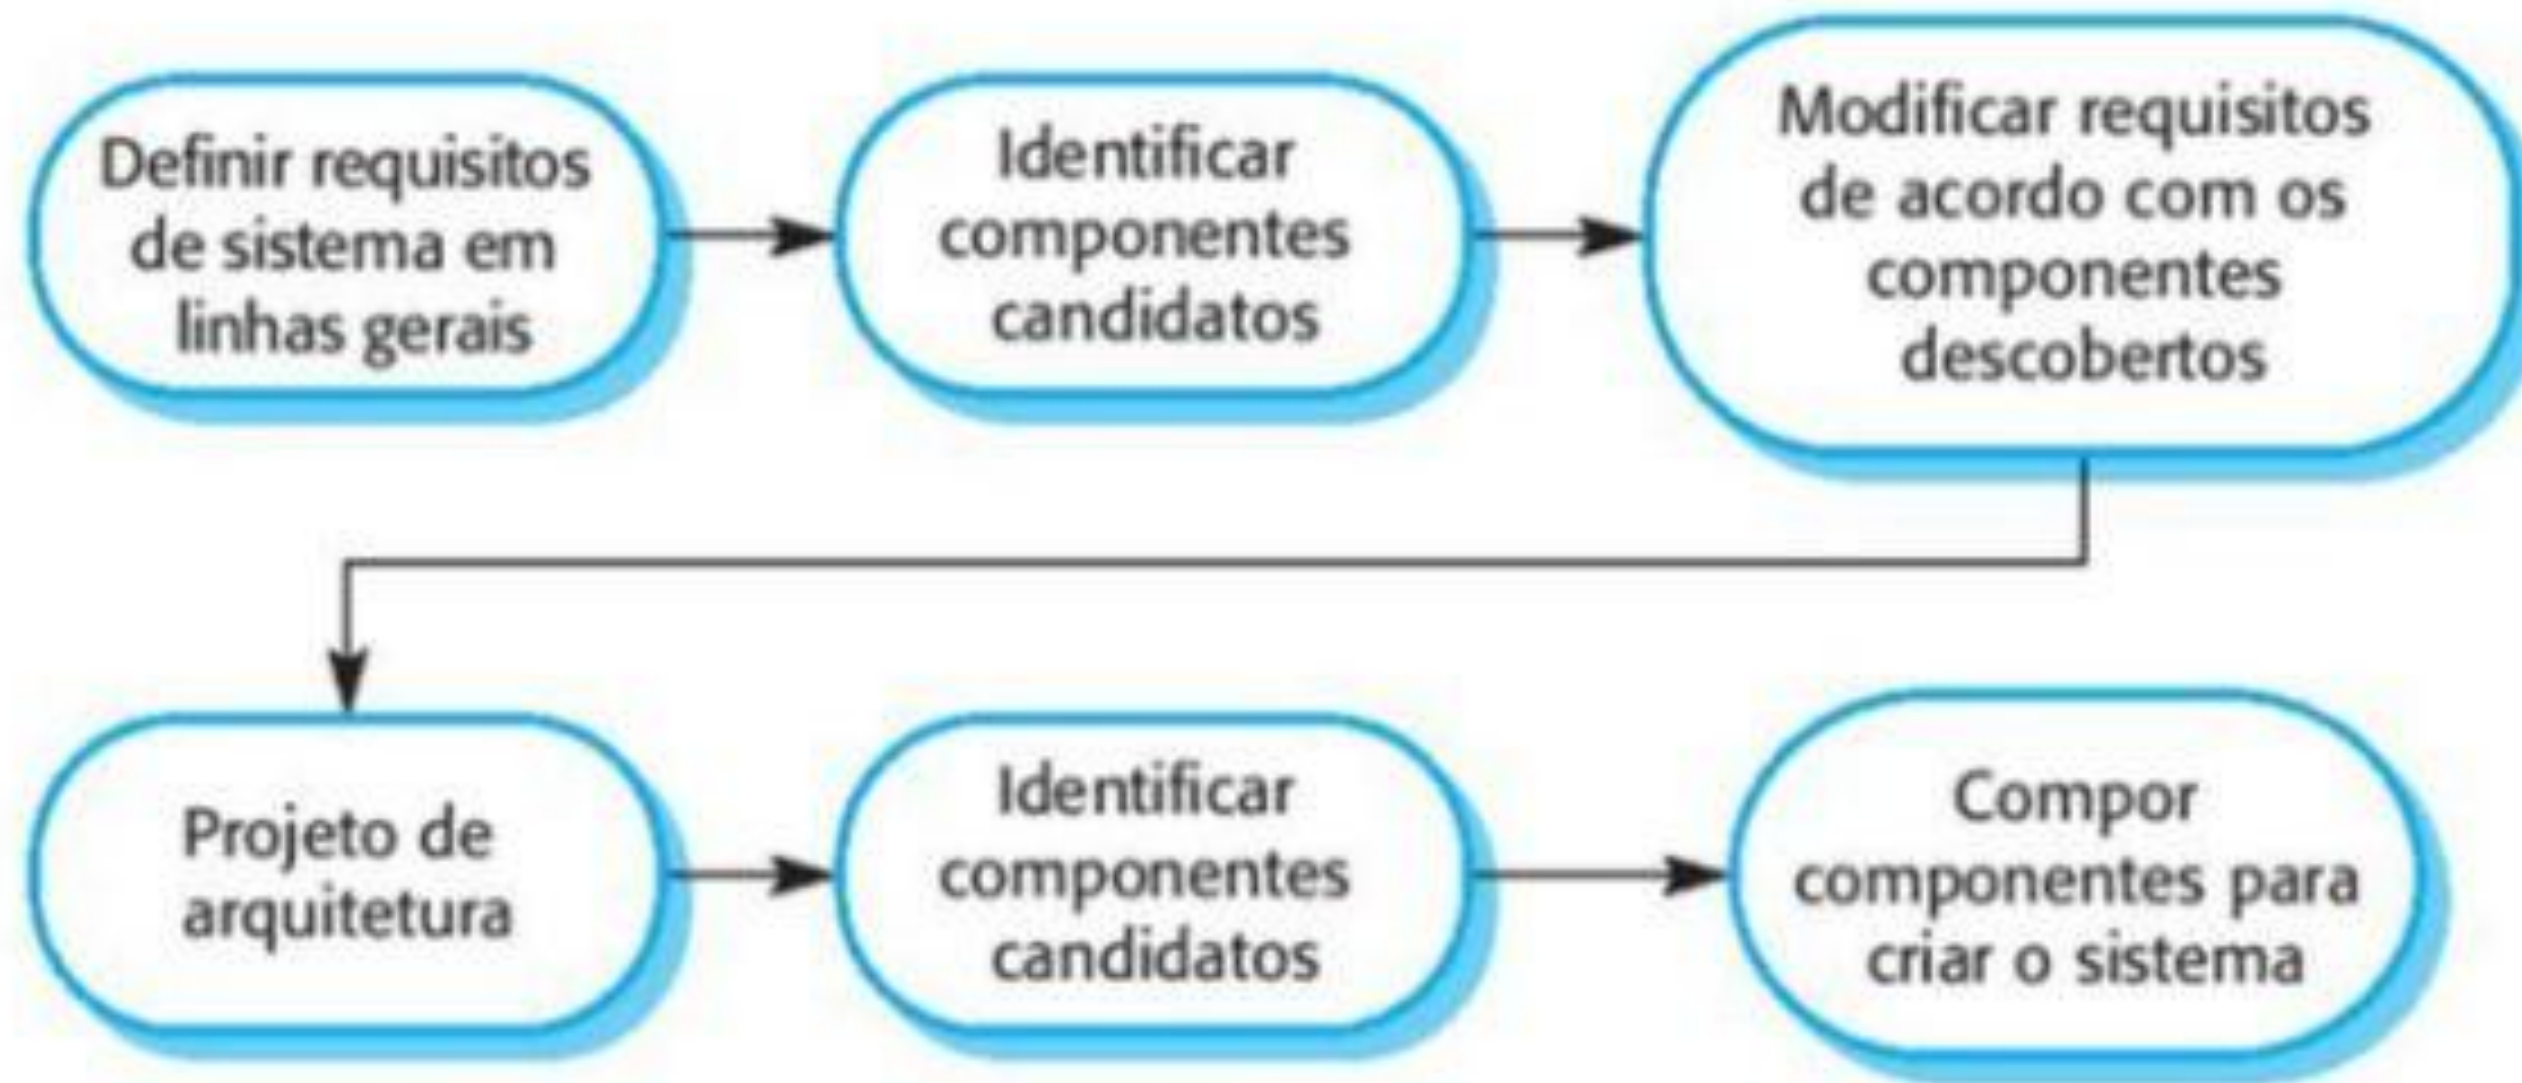 Definir requisitos
de sistema em
linhas gerais
Identificar
componentes
candidatos
Modificar requisitos
de acordo com os
componentes
descobertos
Projeto de
arquitetura
Identificar
componentes
candidatos
Compor
componentes para
criar o sistema